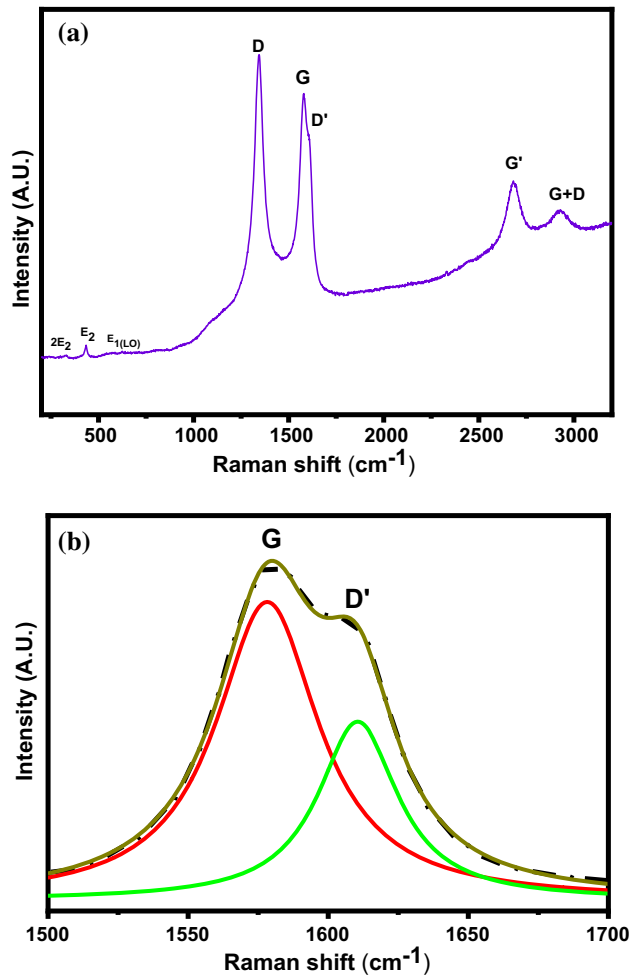 (a)
D
G
D'
G'
G+D
2E2
E2
E1(LO)
Intensity (A.U.)
500 1000 1500 2000 2500 3000
Raman shift (cm-1)
(b)
G
D'
Intensity (A.U.)
1500 1550 1600 1650 1700
Raman shift (cm-1)